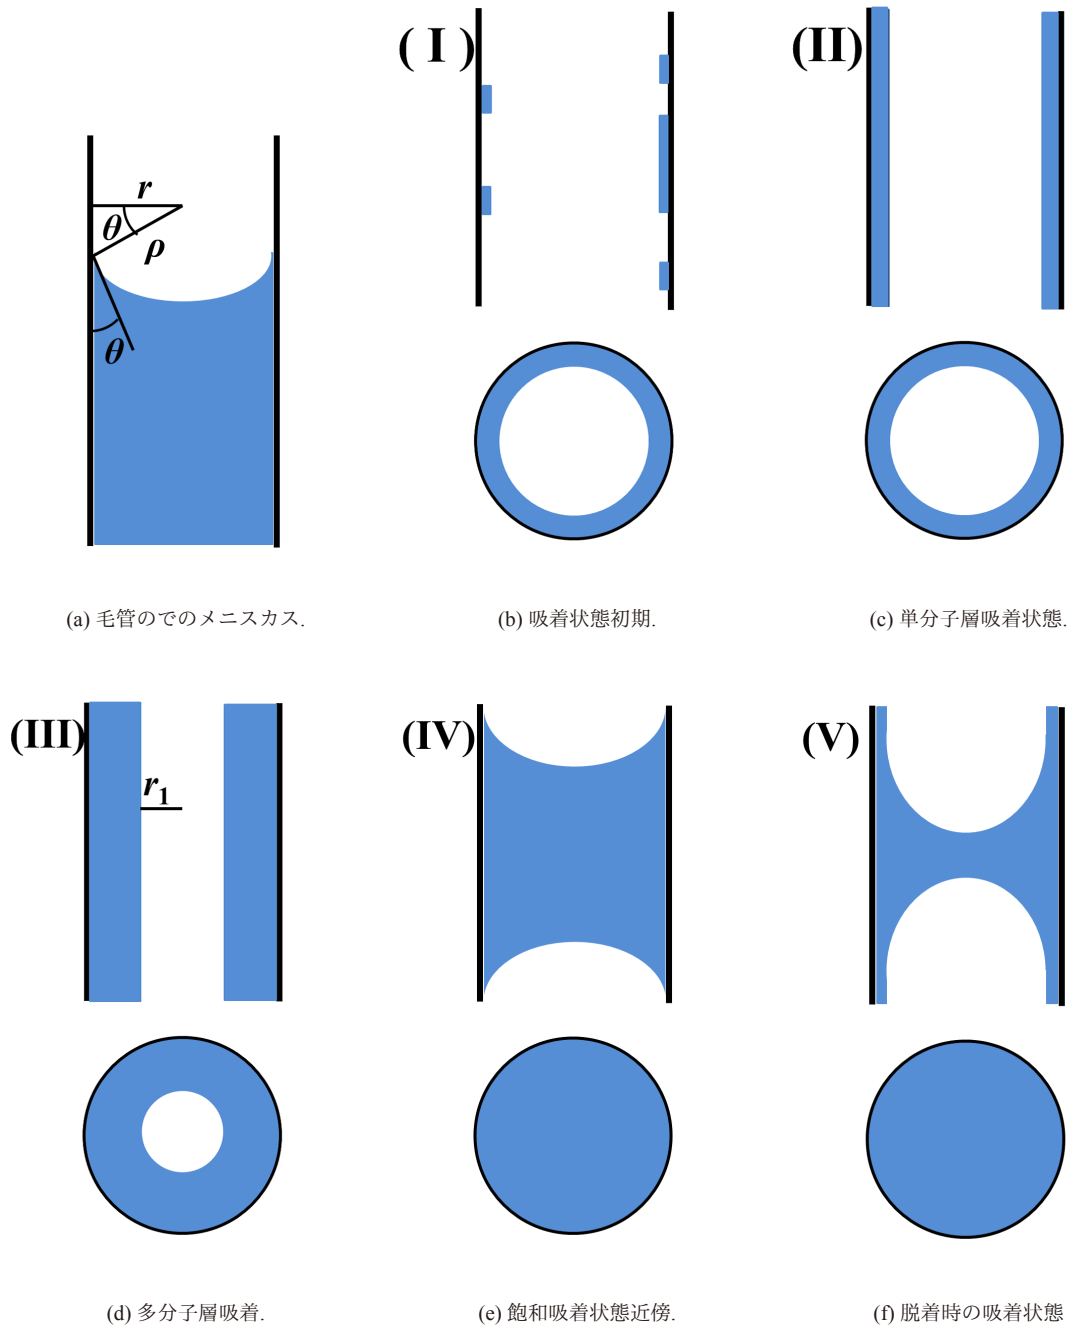 ( I )
(II)
r
θ
ρ
θ
(a) 毛管のでのメニスカス.
(b) 吸着状態初期.
(c) 単分子層吸着状態.
(III)
r₁
(IV)
(V)
(d) 多分子層吸着.
(e) 飽和吸着状態近傍.
(f) 脱着時の吸着状態